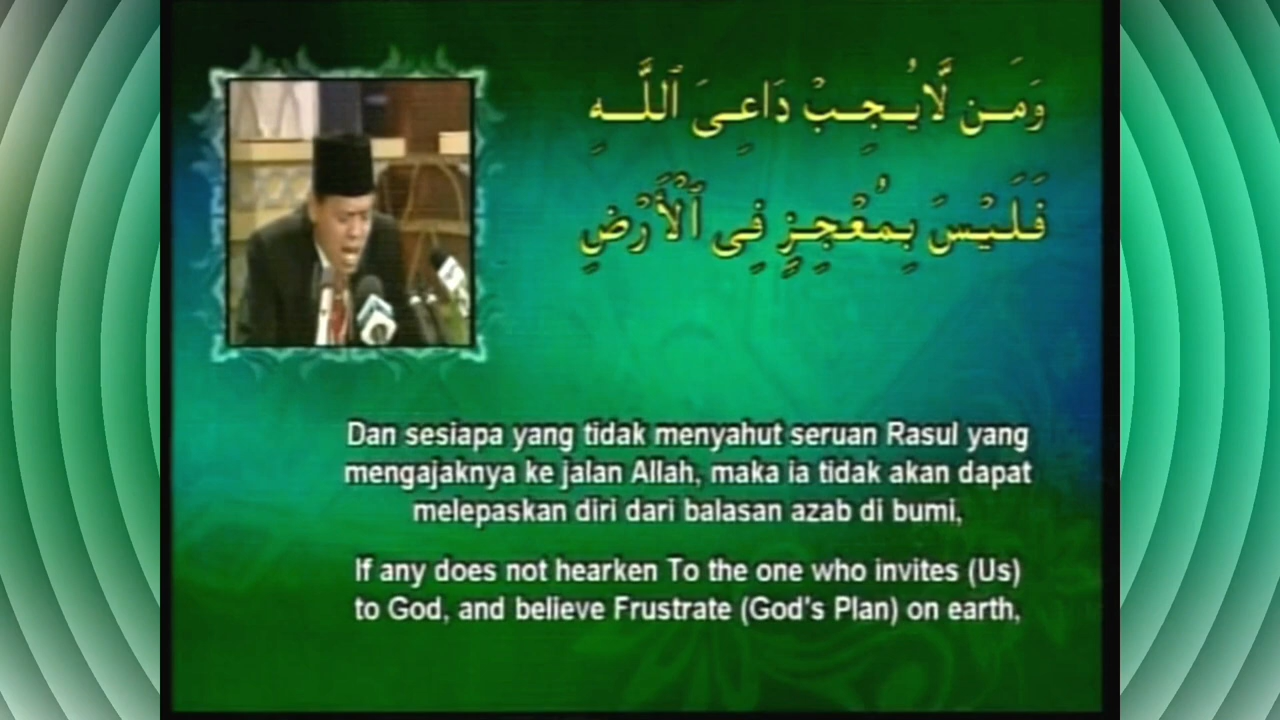 وَمَن لَّا يُجِبْ دَاعِىَ ٱللَّهِ
فَلَيْسَ بِمُعْجِزٍ فِى ٱلْأَرْضِ
Dan sesiapa yang tidak menyahut seruan Rasul yang
mengajaknya ke jalan Allah, maka ia tidak akan dapat
melepaskan diri dari balasan azab di bumi,
If any does not hearken To the one who invites (Us)
to God, and believe Frustrate (God's Plan) on earth,